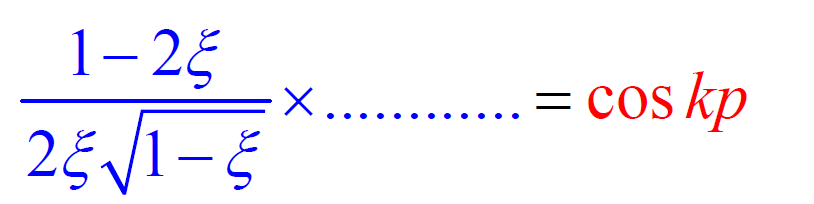 1 − 2ξ
× ............ = cos kp
2ξ√1 − ξ